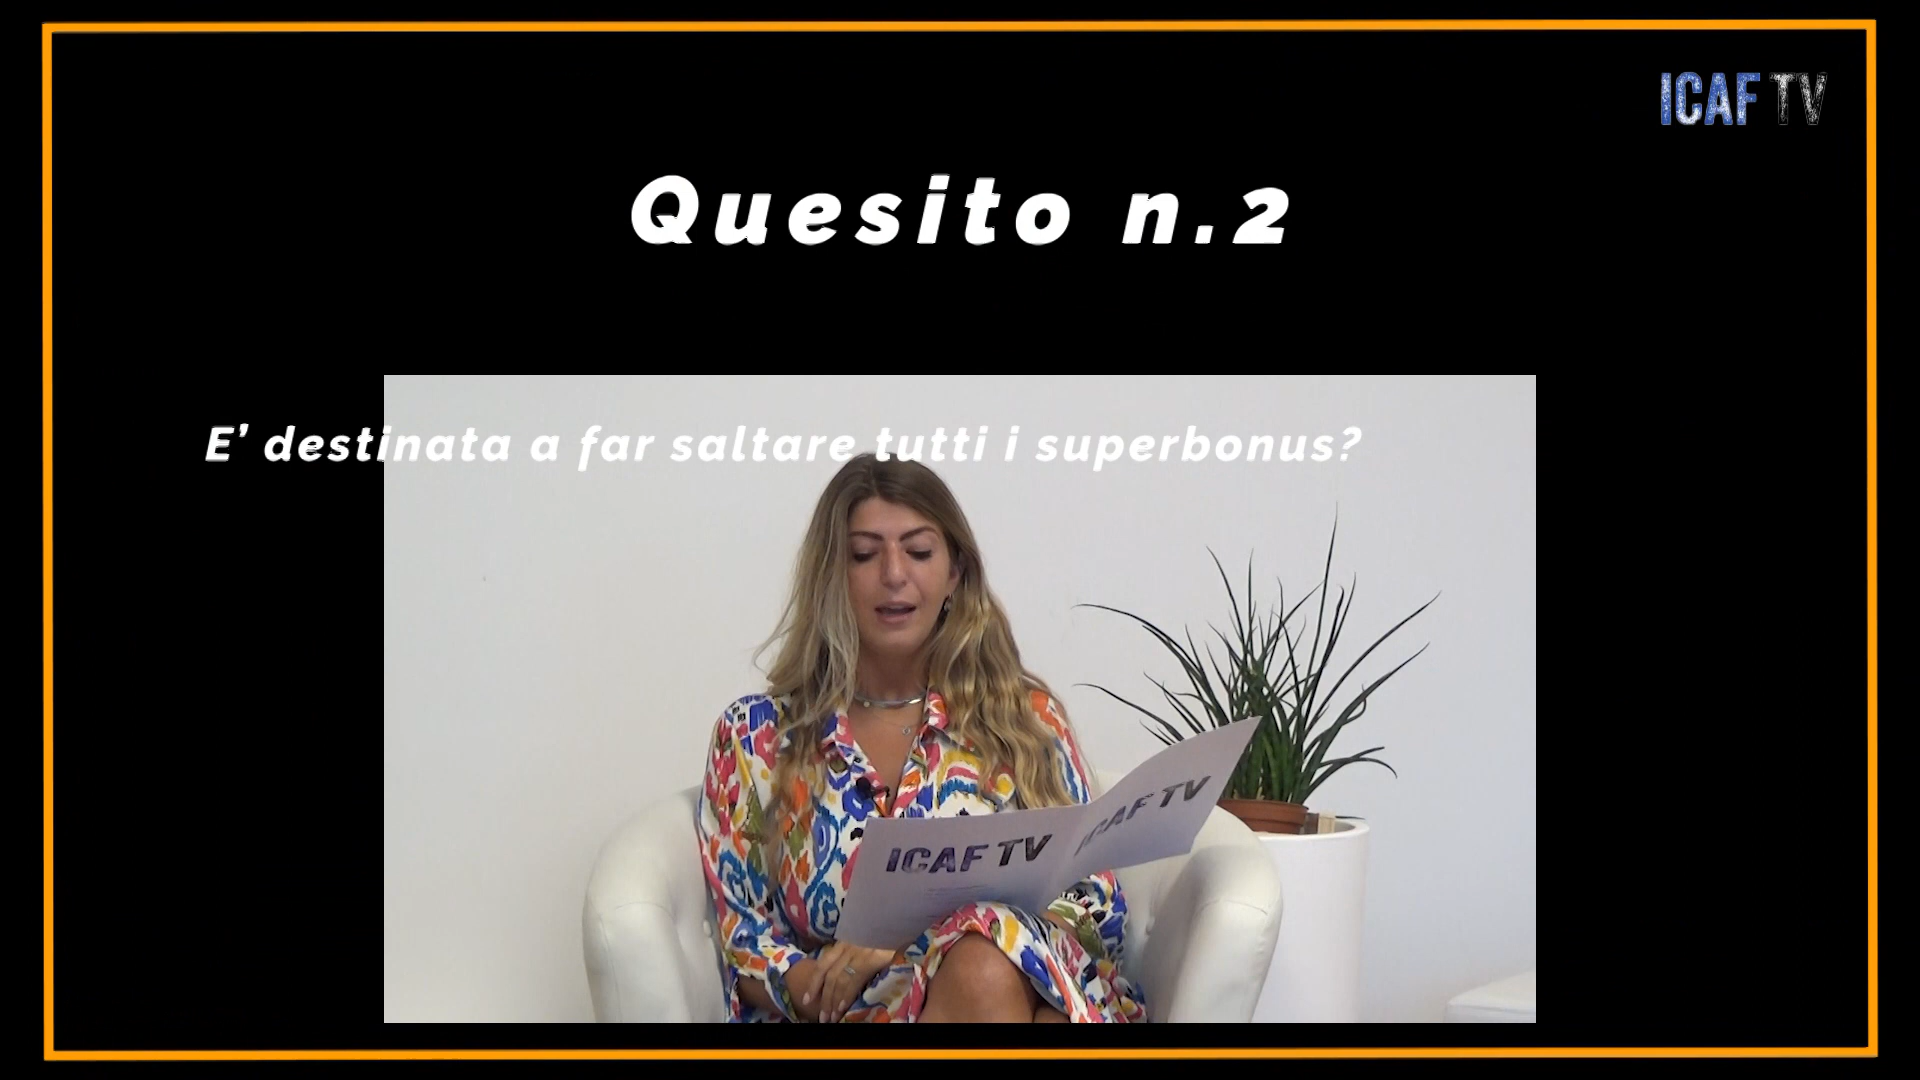 ICAF TV
Quesito n.2
E' destinata a far saltare tutti i superbonus?
ICAF TV
ICAF TV